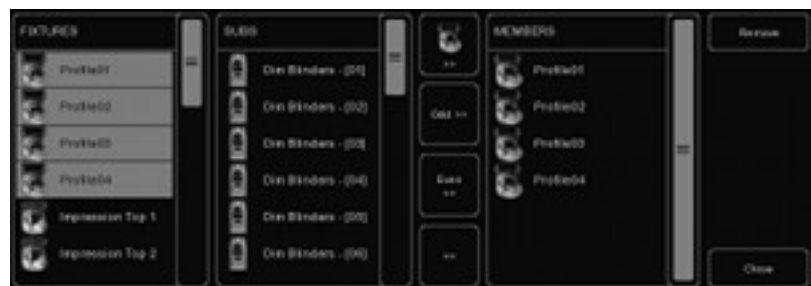 FIXTURES
Profile01
Profile02
Profile03
Profile04
Impression Top 1
Impression Top 2
SUBS
Dim Blinders - (01)
Dim Blinders - (02)
Dim Blinders - (03)
Dim Blinders - (04)
Dim Blinders - (05)
Dim Blinders - (06)
>>
Odd >>
Even
>>
>>
MEMBERS
Profile01
Profile02
Profile03
Profile04
Remove
Close